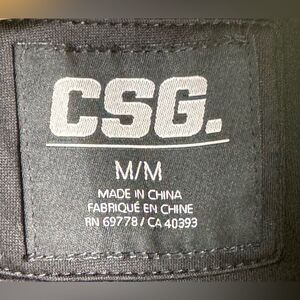 CSG.
M/M
MADE IN CHINA
FABRIQUÉ EN CHINE
RN 69778 / CA 40393